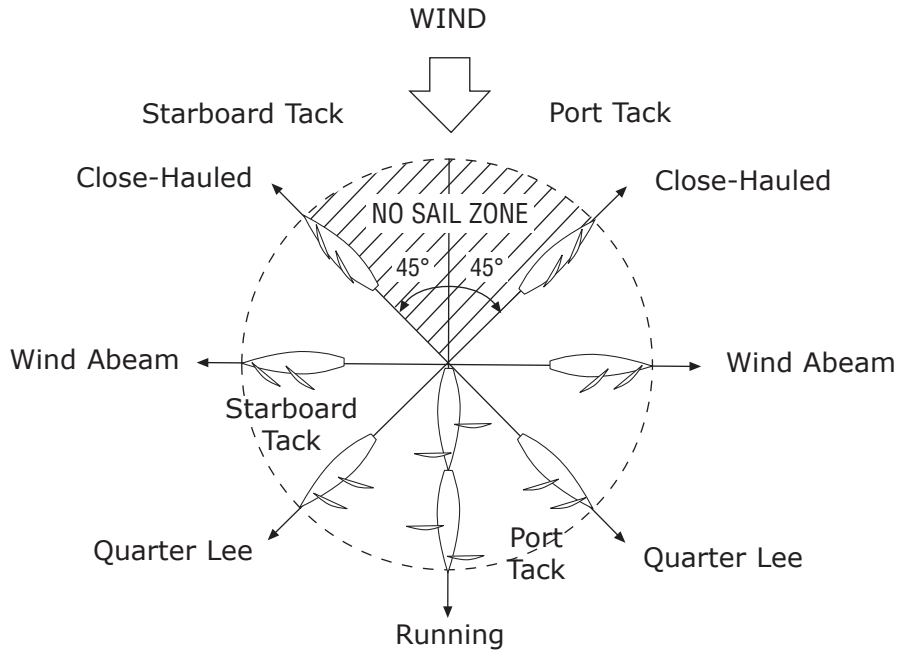 WIND
Starboard Tack
Port Tack
Close-Hauled
Close-Hauled
NO SAIL ZONE
45°
45°
Wind Abeam
Wind Abeam
Starboard
Tack
Quarter Lee
Port
Tack
Quarter Lee
Running